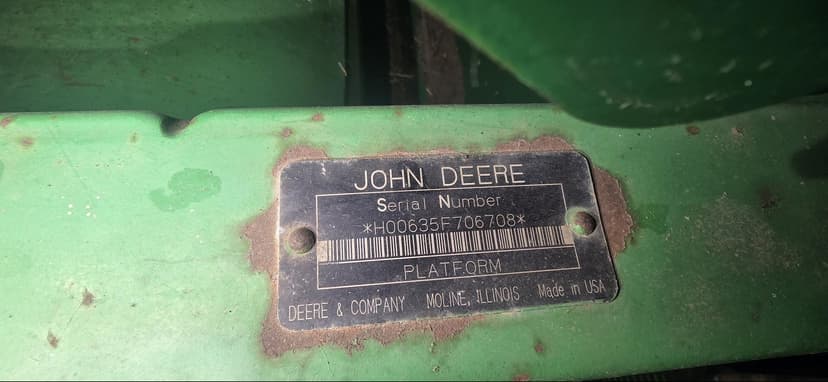 JOHN DEERE
Serial Number
*H00635F706708*
PLATFORM
DEERE & COMPANY MOLINE, ILLINOIS Made in USA